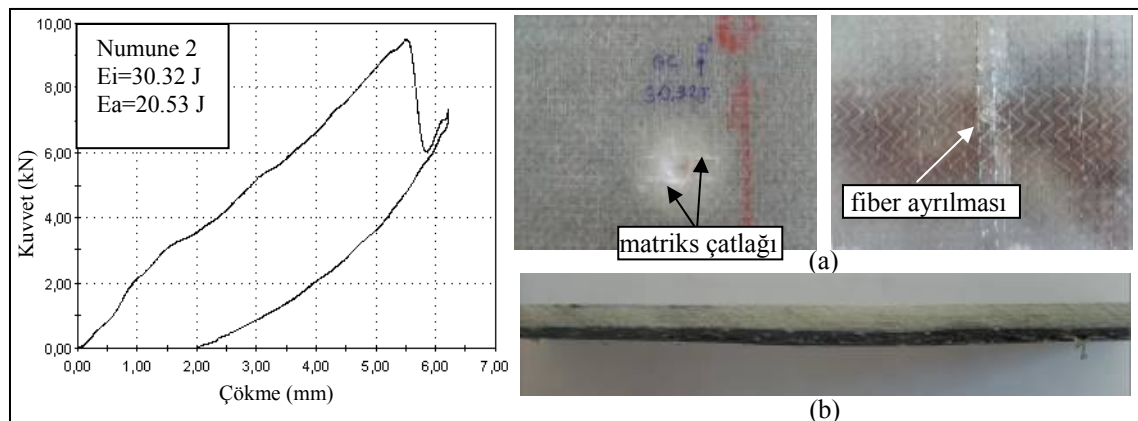 Numune 2
Ei=30.32 J
Ea=20.53 J
Kuvvet (kN)
10,00
8,00
6,00
4,00
2,00
0,00
0,00 1,00 2,00 3,00 4,00 5,00 6,00 7,00
Çökme (mm)
30,32J
matriks çatlağı
fiber ayrılması
(a)
(b)